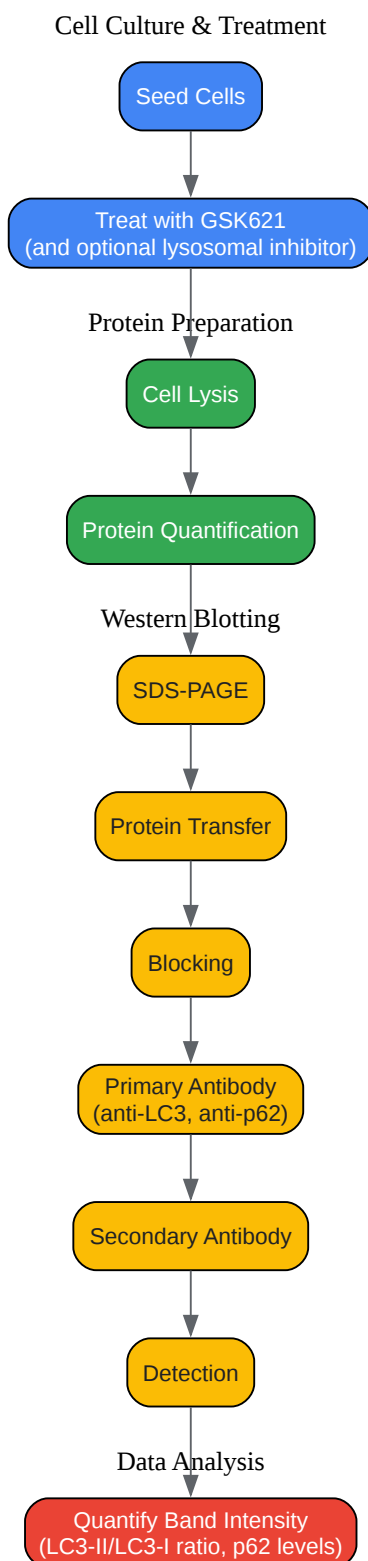 Cell Culture & Treatment
Seed Cells
Treat with GSK621
(and optional lysosomal inhibitor)
Protein Preparation
Cell Lysis
Protein Quantification
Western Blotting
SDS-PAGE
Protein Transfer
Blocking
Primary Antibody
(anti-LC3, anti-p62)
Secondary Antibody
Detection
Data Analysis
Quantify Band Intensity
(LC3-II/LC3-I ratio, p62 levels)